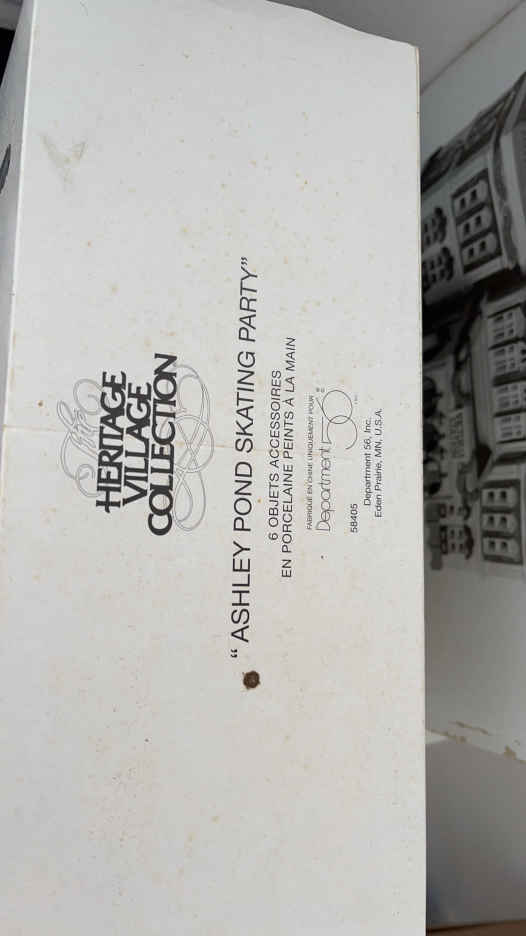 The
HERITAGE
VILLAGE
COLLECTION
“ASHLEY POND SKATING PARTY”
6 OBJETS ACCESSOIRES
EN PORCELAINE PEINTS À LA MAIN
FABRIQUÉ EN CHINE UNIQUEMENT POUR
Department 56®
58405
Department 56, Inc.
Eden Prairie, MN, U.S.A.